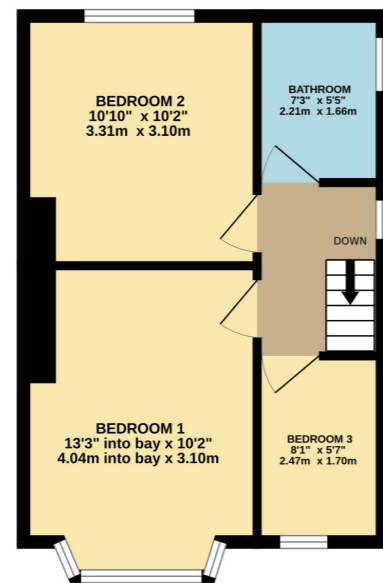 BEDROOM 2
10'10" x 10'2"
3.31m x 3.10m
BATHROOM
7'3" x 5'5"
2.21m x 1.66m
DOWN
BEDROOM 1
13'3" into bay x 10'2"
4.04m into bay x 3.10m
BEDROOM 3
8'1" x 5'7"
2.47m x 1.70m